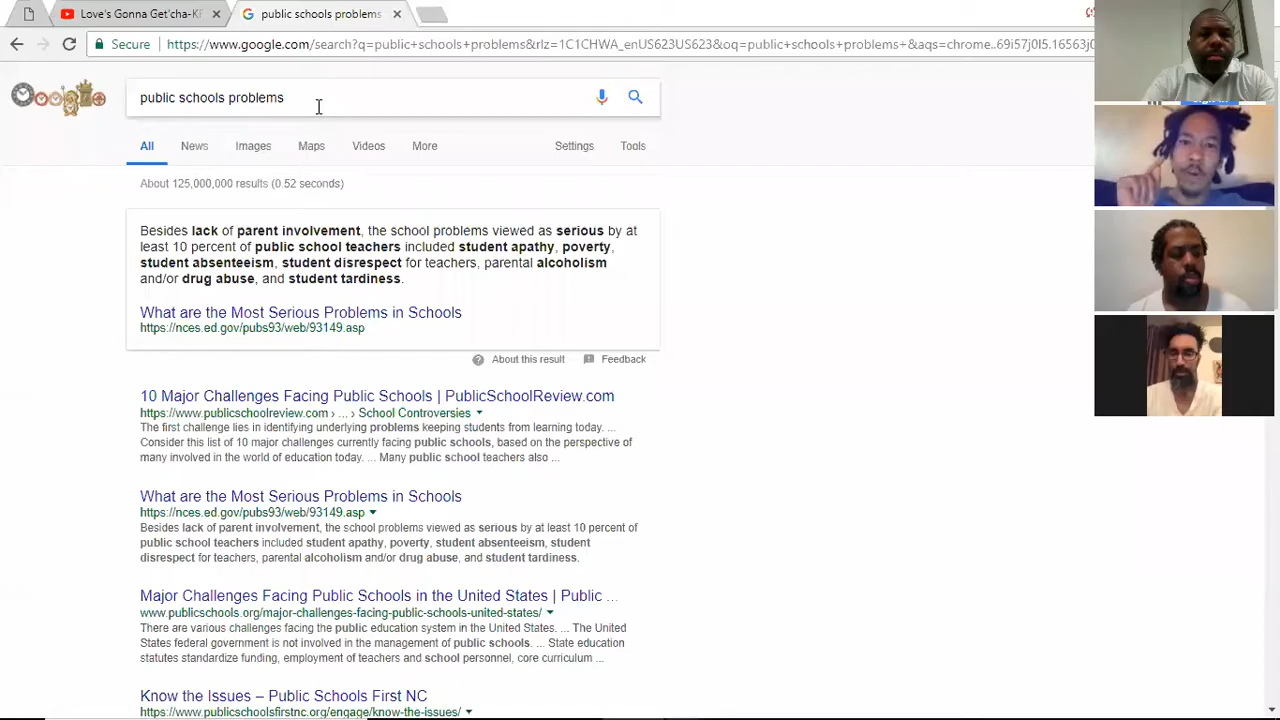 Love's Gonna Get'cha-K
public schools problems
Secure
https://www.google.com/search?q=public+schools+problems&rlz=1C1CHWA_enUS623US623&oq=public+schools+problems+&aqs=chrome..69i57j0l5.16563j0
public schools problems
All News Images Maps Videos More Settings Tools
About 125,000,000 results (0.52 seconds)
Besides lack of parent involvement, the school problems viewed as serious by at
least 10 percent of public school teachers included student apathy, poverty,
student absenteeism, student disrespect for teachers, parental alcoholism
and/or drug abuse, and student tardiness.
What are the Most Serious Problems in Schools
https://nces.ed.gov/pubs93/web/93149.asp
About this result Feedback
10 Major Challenges Facing Public Schools | PublicSchoolReview.com
https://www.publicschoolreview.com › ... › School Controversies
The first challenge lies in identifying underlying problems keeping students from learning today. ...
Consider this list of 10 major challenges currently facing public schools, based on the perspective of
many involved in the world of education today. ... Many public school teachers also ...
What are the Most Serious Problems in Schools
https://nces.ed.gov/pubs93/web/93149.asp
Besides lack of parent involvement, the school problems viewed as serious by at least 10 percent of
public school teachers included student apathy, poverty, student absenteeism, student
disrespect for teachers, parental alcoholism and/or drug abuse, and student tardiness.
Major Challenges Facing Public Schools in the United States | Public ...
www.publicschools.org/major-challenges-facing-public-schools-united-states/
There are various challenges facing the public education system in the United States. ... The United
States federal government is not involved in the management of public schools. ... State education
statutes standardize funding, employment of teachers and school personnel, core curriculum ...
Know the Issues – Public Schools First NC
https://www.publicschoolsfirstnc.org/engage/know-the-issues/